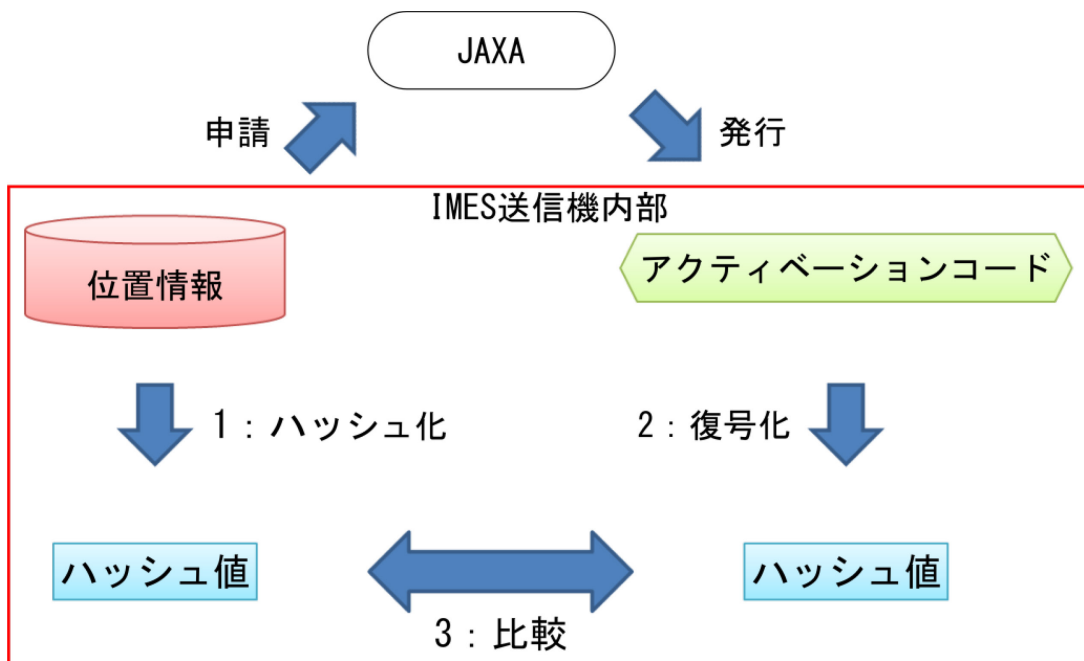 JAXA
申請
発行
IMES送信機内部
位置情報
アクティベーションコード
1：ハッシュ化
2：復号化
ハッシュ値
ハッシュ値
3：比較